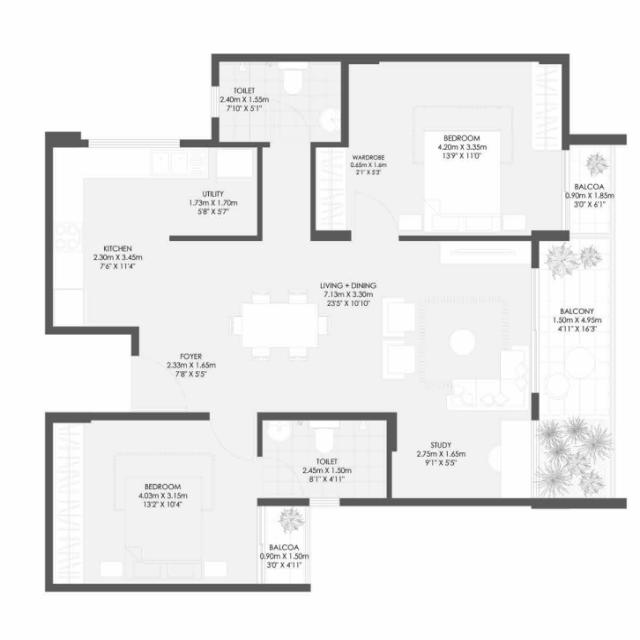 TOILET
2.40m X 1.55m
7'10" X 5'1"
BEDROOM
4.20m X 3.35m
13'9" X 11'0"
WARDROBE
0.65m X 1.6m
2'1" X 5'3"
BALCOA
0.90m X 1.85m
3'0" X 6'1"
UTILITY
1.73m X 1.70m
5'8" X 5'7"
KITCHEN
2.30m X 3.45m
7'6" X 11'4"
LIVING + DINING
7.13m X 3.30m
23'5" X 10'10"
BALCONY
1.50m X 4.95m
4'11" X 16'3"
FOYER
2.33m X 1.65m
7'8" X 5'5"
STUDY
2.75m X 1.65m
9'1" X 5'5"
TOILET
2.45m X 1.50m
8'1" X 4'11"
BEDROOM
4.03m X 3.15m
13'2" X 10'4"
BALCOA
0.90m X 1.50m
3'0" X 4'11"